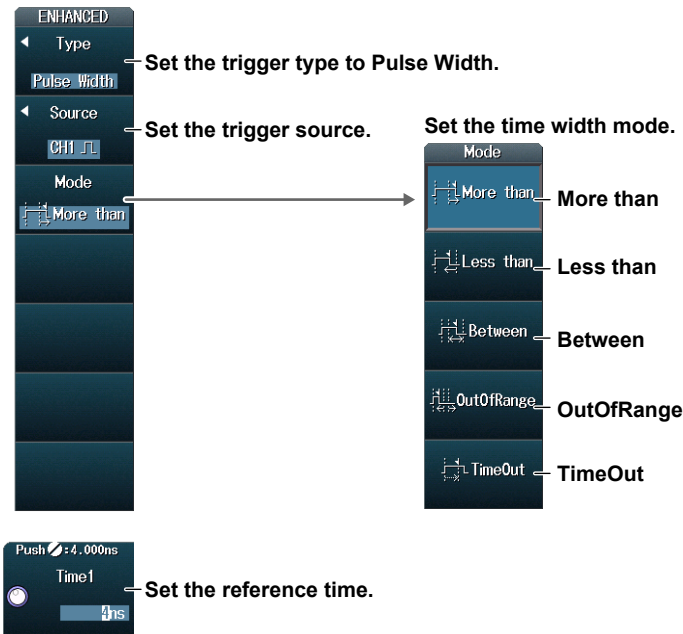 ENHANCED
Type
Pulse Width
Set the trigger type to Pulse Width.
Source
CH1
Set the trigger source.
Mode
More than
Set the time width mode.
Mode
More than
More than
Less than
Less than
Between
Between
OutOfRange
OutOfRange
TimeOut
TimeOut
Push :4.000ns
Time1
4ns
Set the reference time.